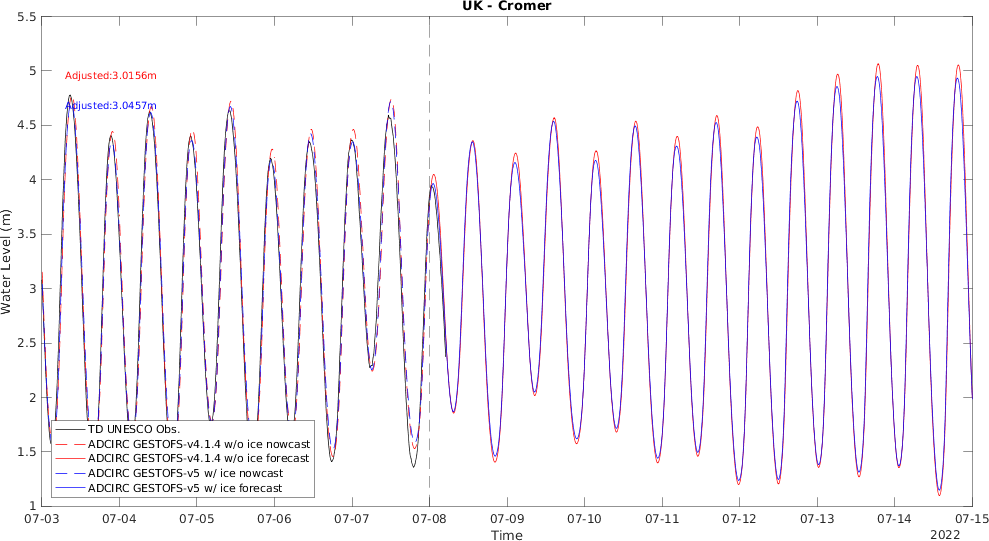 UK - Cromer
5.5
5
4.5
4
3.5
3
2.5
2
1.5
1
Water Level (m)
Adjusted:3.0156m
Adjusted:3.0457m
TD UNESCO Obs.
ADCIRC GESTOFS-v4.1.4 w/o ice nowcast
ADCIRC GESTOFS-v4.1.4 w/o ice forecast
ADCIRC GESTOFS-v5 w/ ice nowcast
ADCIRC GESTOFS-v5 w/ ice forecast
07-03 07-04 07-05 07-06 07-07 07-08 07-09 07-10 07-11 07-12 07-13 07-14 07-15
Time
2022